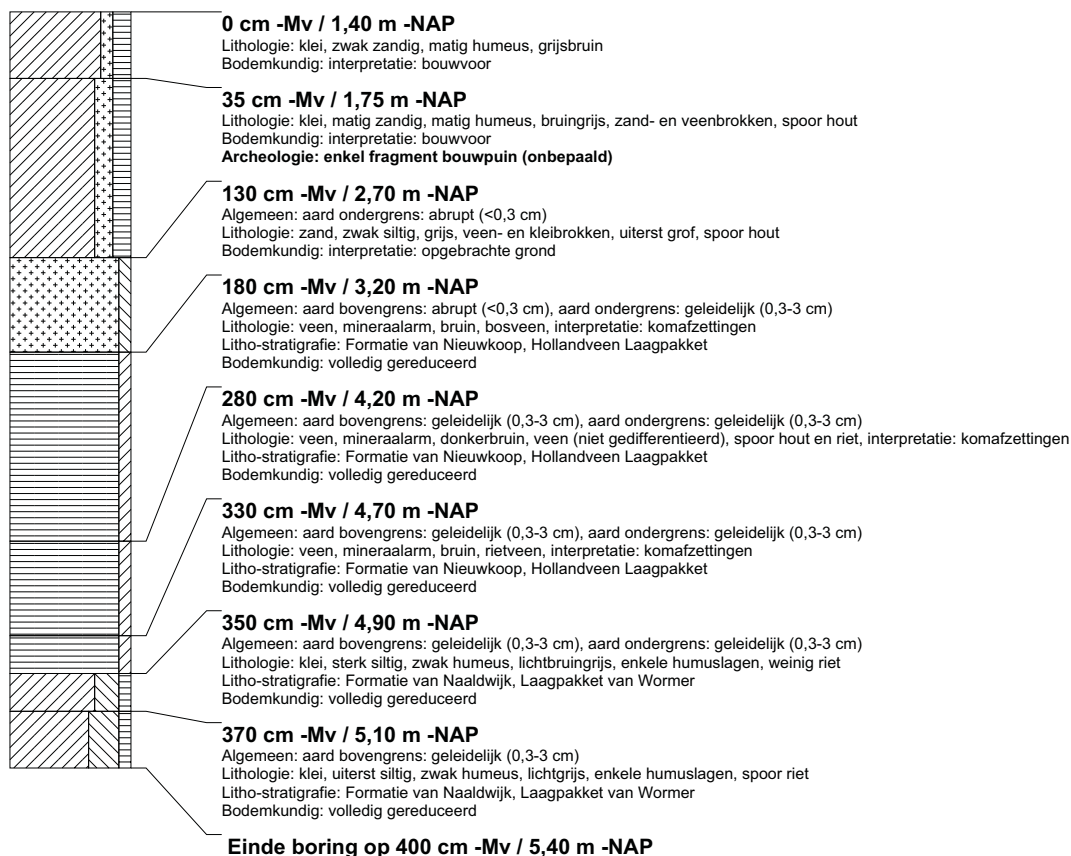 0 cm -Mv / 1,40 m -NAP
Lithologie: klei, zwak zandig, matig humeus, grijsbruin
Bodemkundig: interpretatie: bouwvoor
35 cm -Mv / 1,75 m -NAP
Lithologie: klei, matig zandig, matig humeus, bruingrijs, zand- en veenbrokken, spoor hout
Bodemkundig: interpretatie: bouwvoor
Archeologie: enkel fragment bouwpuin (onbepaald)
130 cm -Mv / 2,70 m -NAP
Algemeen: aard ondergrens: abrupt (<0,3 cm)
Lithologie: zand, zwak siltig, grijs, veen- en kleibrokken, uiterst grof, spoor hout
Bodemkundig: interpretatie: opgebrachte grond
180 cm -Mv / 3,20 m -NAP
Algemeen: aard bovengrens: abrupt (<0,3 cm), aard ondergrens: geleidelijk (0,3-3 cm)
Lithologie: veen, mineraalarm, bruin, bosveen, interpretatie: komafzettingen
Litho-stratigrafie: Formatie van Nieuwkoop, Hollandveen Laagpakket
Bodemkundig: volledig gereduceerd
280 cm -Mv / 4,20 m -NAP
Algemeen: aard bovengrens: geleidelijk (0,3-3 cm), aard ondergrens: geleidelijk (0,3-3 cm)
Lithologie: veen, mineraalarm, donkerbruin, veen (niet gedifferentieerd), spoor hout en riet, interpretatie: komafzettingen
Litho-stratigrafie: Formatie van Nieuwkoop, Hollandveen Laagpakket
Bodemkundig: volledig gereduceerd
330 cm -Mv / 4,70 m -NAP
Algemeen: aard bovengrens: geleidelijk (0,3-3 cm), aard ondergrens: geleidelijk (0,3-3 cm)
Lithologie: veen, mineraalarm, bruin, rietveen, interpretatie: komafzettingen
Litho-stratigrafie: Formatie van Nieuwkoop, Hollandveen Laagpakket
Bodemkundig: volledig gereduceerd
350 cm -Mv / 4,90 m -NAP
Algemeen: aard bovengrens: geleidelijk (0,3-3 cm), aard ondergrens: geleidelijk (0,3-3 cm)
Lithologie: klei, sterk siltig, zwak humeus, lichtbruingrijs, enkele humuslagen, weinig riet
Litho-stratigrafie: Formatie van Naaldwijk, Laagpakket van Wormer
Bodemkundig: volledig gereduceerd
370 cm -Mv / 5,10 m -NAP
Algemeen: aard bovengrens: geleidelijk (0,3-3 cm)
Lithologie: klei, uiterst siltig, zwak humeus, lichtgrijs, enkele humuslagen, spoor riet
Litho-stratigrafie: Formatie van Naaldwijk, Laagpakket van Wormer
Bodemkundig: volledig gereduceerd
Einde boring op 400 cm -Mv / 5,40 m -NAP